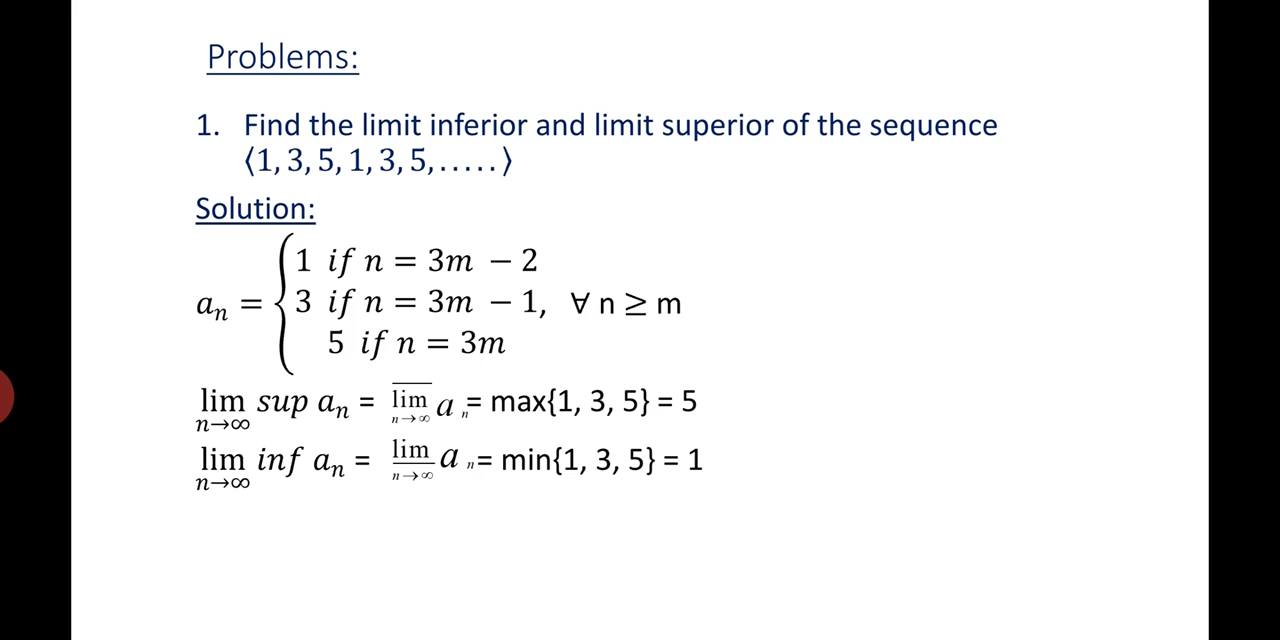 Problems:
1. Find the limit inferior and limit superior of the sequence
⟨1, 3, 5, 1, 3, 5, . . . . . ⟩
Solution:
aₙ = { 1 if n = 3m − 2
3 if n = 3m − 1, ∀ n ≥ m
5 if n = 3m
lim n→∞ sup aₙ = \overline{lim} n→∞ a ₙ= max{1, 3, 5} = 5
lim n→∞ inf aₙ = \underline{lim} n→∞ a ₙ= min{1, 3, 5} = 1